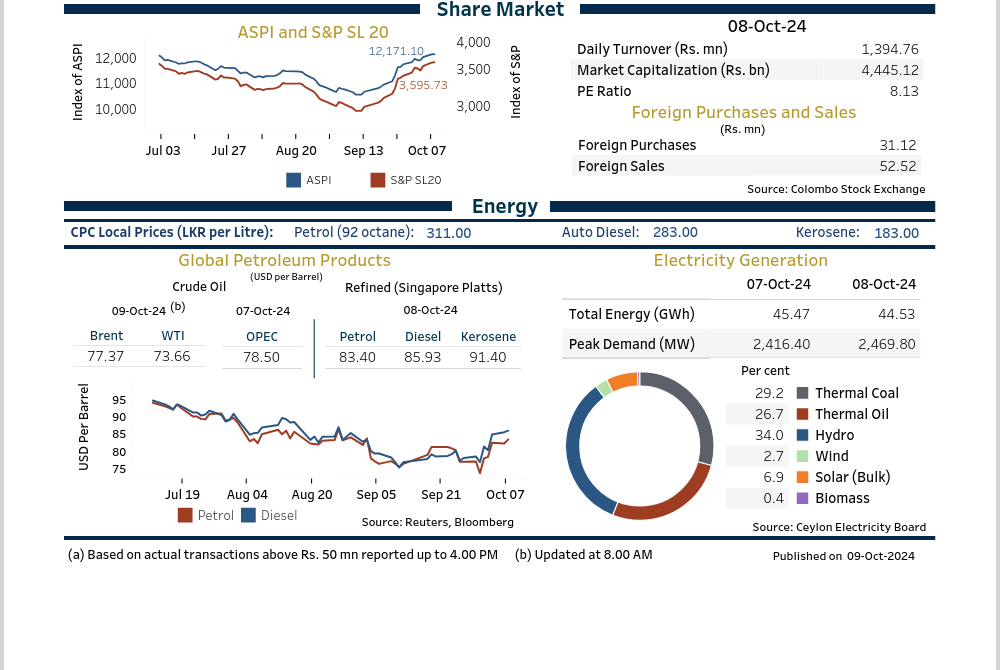 Share Market
ASPI and S&P SL 20
Index of ASPI
12,000
11,000
10,000
12,171.10
3,595.73
4,000
3,500
3,000
Index of S&P
Jul 03 Jul 27 Aug 20 Sep 13 Oct 07
ASPI S&P SL20
08-Oct-24
Daily Turnover (Rs. mn) 1,394.76
Market Capitalization (Rs. bn) 4,445.12
PE Ratio 8.13
Foreign Purchases and Sales
(Rs. mn)
Foreign Purchases 31.12
Foreign Sales 52.52
Source: Colombo Stock Exchange
Energy
CPC Local Prices (LKR per Litre): Petrol (92 octane): 311.00 Auto Diesel: 283.00 Kerosene: 183.00
Global Petroleum Products
(USD per Barrel)
Crude Oil Refined (Singapore Platts)
09-Oct-24 (b) 07-Oct-24 08-Oct-24
Brent WTI OPEC Petrol Diesel Kerosene
77.37 73.66 78.50 83.40 85.93 91.40
USD Per Barrel
95
90
85
80
75
Jul 19 Aug 04 Aug 20 Sep 05 Sep 21 Oct 07
Petrol Diesel
Source: Reuters, Bloomberg
Electricity Generation
07-Oct-24 08-Oct-24
Total Energy (GWh) 45.47 44.53
Peak Demand (MW) 2,416.40 2,469.80
Per cent
29.2 Thermal Coal
26.7 Thermal Oil
34.0 Hydro
2.7 Wind
6.9 Solar (Bulk)
0.4 Biomass
Source: Ceylon Electricity Board
(a) Based on actual transactions above Rs. 50 mn reported up to 4.00 PM (b) Updated at 8.00 AM Published on 09-Oct-2024